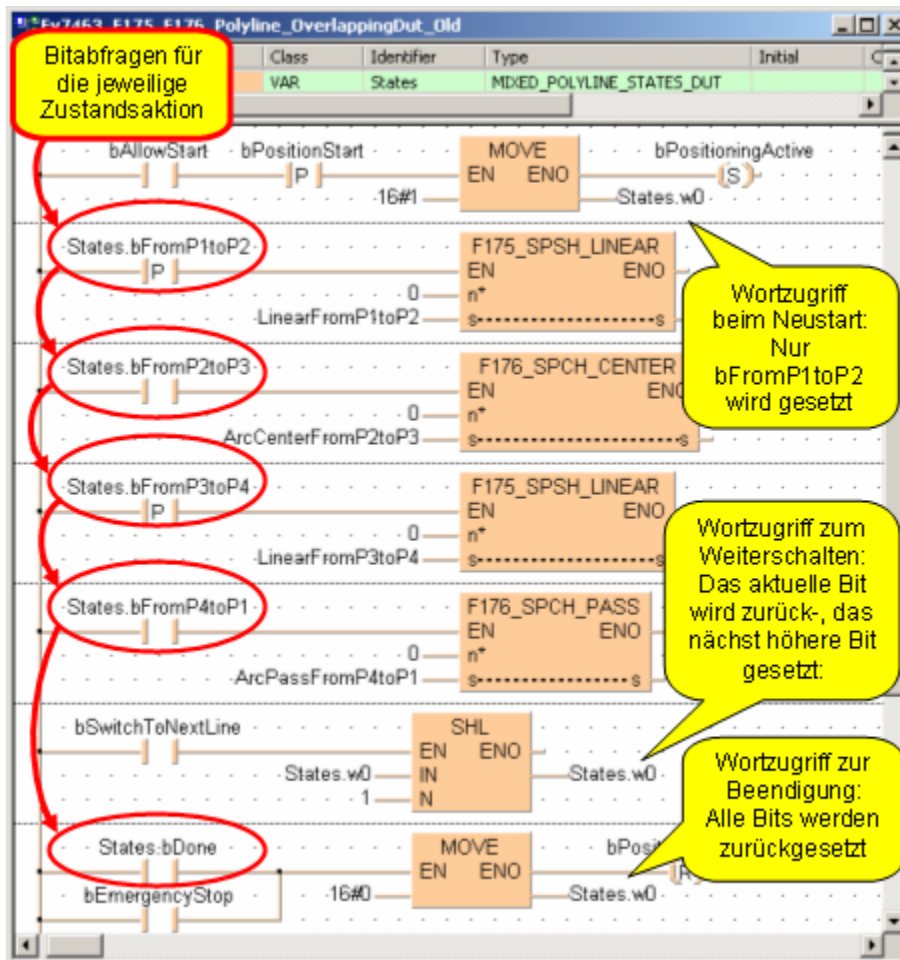 Fv7463_F175_F176_Polyline_OverlappingDut_Old
Bitabfragen für
die jeweilige
Zustandsaktion
Class Identifier Type Initial
VAR States MIXED_POLYLINE_STATES_DUT
bAllowStart bPositionStart MOVE bPositioningActive
P EN ENO S
16#1 States.w0
Wortzugriff
beim Neustart:
Nur
bFromP1toP2
wird gesetzt
States.bFromP1toP2 F175_SPSH_LINEAR
P EN ENO
0 n*
LinearFromP1toP2 s s
States.bFromP2toP3 F176_SPCH_CENTER
EN ENO
0 n*
ArcCenterFromP2toP3 s s
States.bFromP3toP4 F175_SPSH_LINEAR
P EN ENO
0 n*
LinearFromP3toP4 s s
Wortzugriff zum
Weiterschalten:
Das aktuelle Bit
wird zurück-, das
nächst höhere Bit
gesetzt:
States.bFromP4toP1 F176_SPCH_PASS
EN ENO
0 n*
ArcPassFromP4toP1 s s
bSwitchToNextLine SHL
EN ENO
States.w0 IN States.w0
1 N
Wortzugriff zur
Beendigung:
Alle Bits werden
zurückgesetzt
States.bDone MOVE
EN ENO (R)
bEmergencyStop 16#0 States.w0